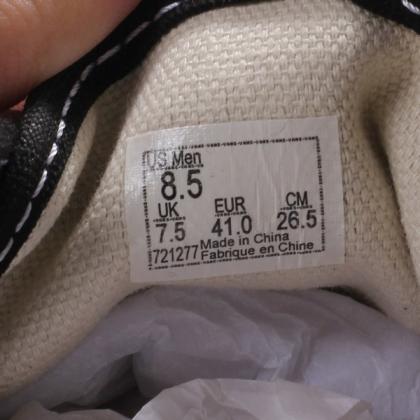 US Men
8.5
UK EUR CM
7.5 41.0 26.5
Made in China
721277 Fabrique en Chine